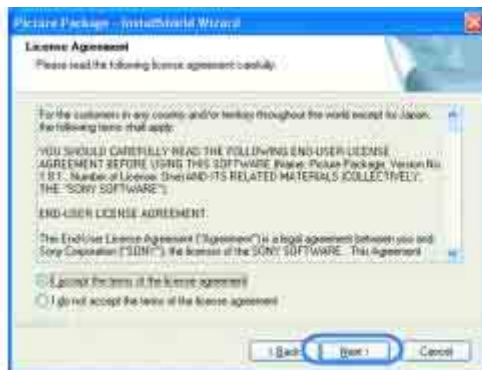 Picture Package - InstallShield Wizard
License Agreement
Please read the following license agreement carefully.
For the customers in any country and/or territory throughout the world except for Japan,
the following terms shall apply.
YOU SHOULD CAREFULLY READ THE FOLLOWING END-USER LICENSE
AGREEMENT BEFORE USING THIS SOFTWARE (Name: Picture Package, Version No.
1.8.1, Number of License: One) AND ITS RELATED MATERIALS (COLLECTIVELY,
THE "SONY SOFTWARE").
END-USER LICENSE AGREEMENT
This End-User License Agreement ("Agreement") is a legal agreement between you and
Sony Corporation ("SONY"), the licensor of the SONY SOFTWARE. This Agreement
I accept the terms of the license agreement
I do not accept the terms of the license agreement
< Back
Next >
Cancel